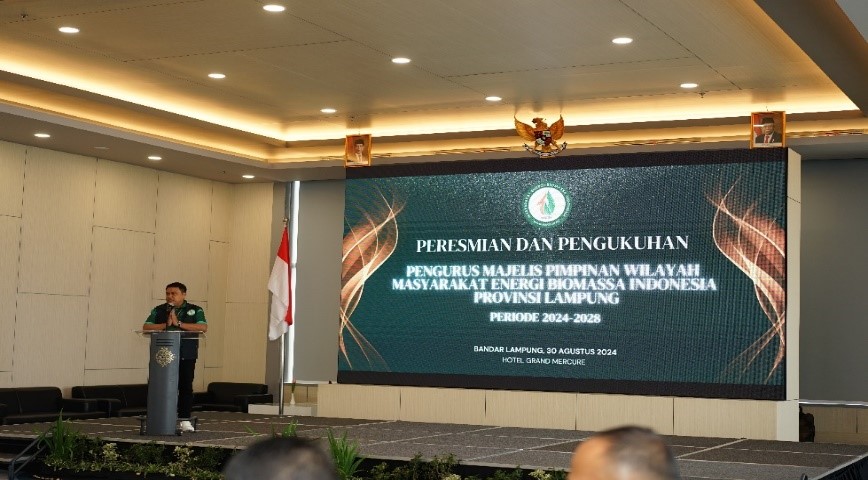 PERESMIAN DAN PENGUKUHAN
PENGURUS MAJELIS PIMPINAN WILAYAH
MASYARAKAT ENERGI BIOMASSA INDONESIA
PROVINSI LAMPUNG
PERIODE 2024-2028
BANDAR LAMPUNG, 30 AGUSTUS 2024
HOTEL GRAND MERCURE